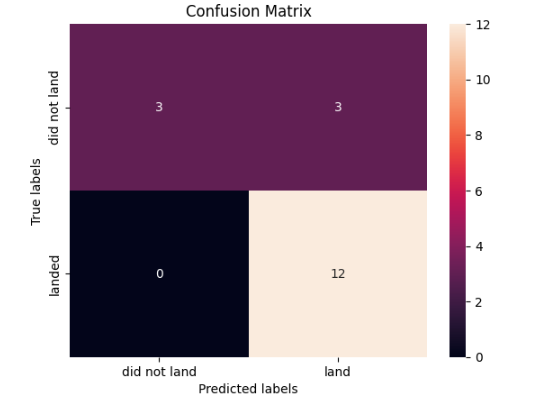 Confusion Matrix
did not land
landed
True labels
3
3
0
12
did not land
land
Predicted labels
12
10
8
6
4
2
0